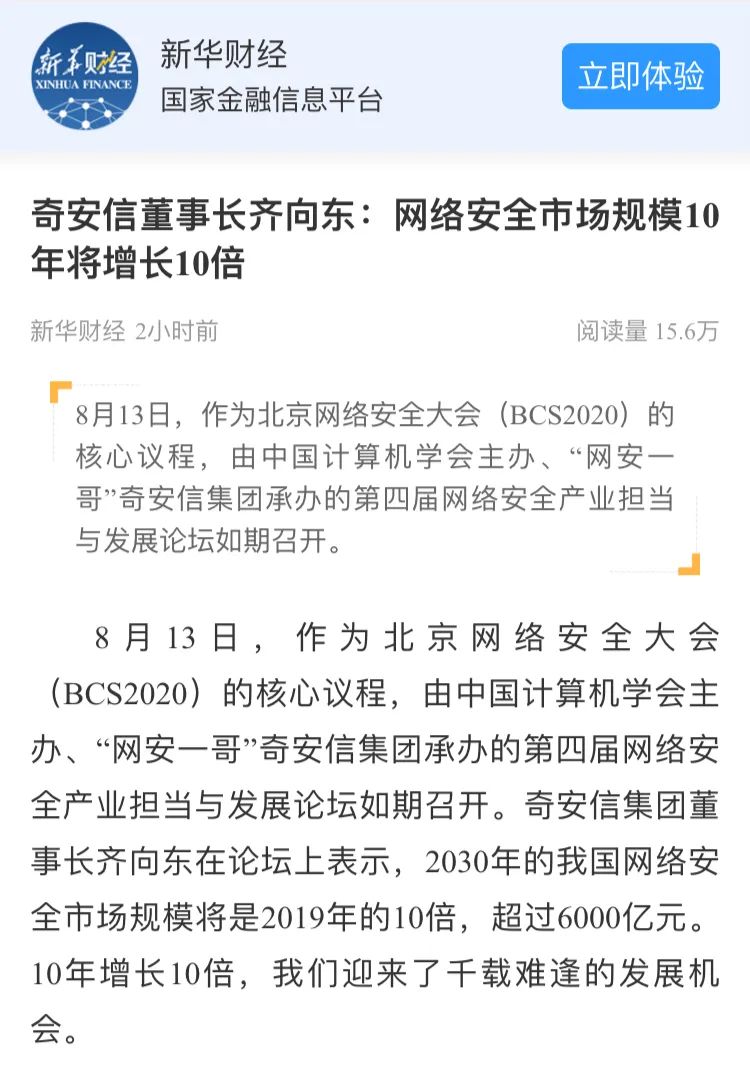 新华财经
XINHUA FINANCE
新华财经
国家金融信息平台
立即体验
奇安信董事长齐向东：网络安全市场规模10
年将增长10倍
新华财经 2小时前
阅读量 15.6万
8月13日，作为北京网络安全大会（BCS2020）的
核心议程，由中国计算机学会主办、“网安一
哥”奇安信集团承办的第四届网络安全产业担当
与发展论坛如期召开。
8月13日，作为北京网络安全大会
（BCS2020）的核心议程，由中国计算机学会主
办、“网安一哥”奇安信集团承办的第四届网络安
全产业担当与发展论坛如期召开。奇安信集团董
事长齐向东在论坛上表示，2030年的我国网络安
全市场规模将是2019年的10倍，超过6000亿元。
10年增长10倍，我们迎来了千载难逢的发展机
会。